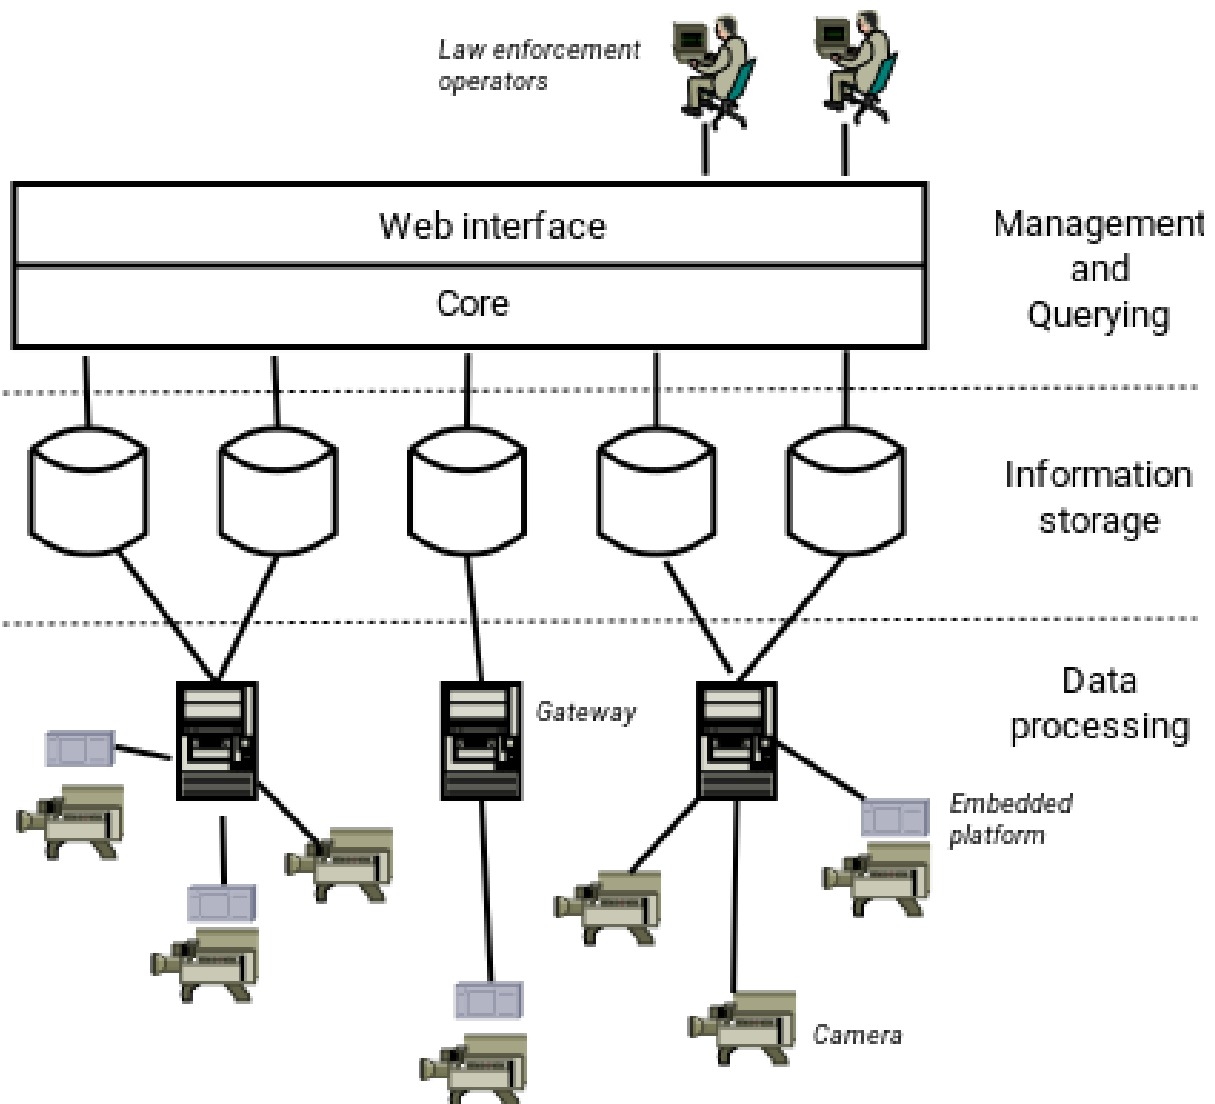 Law enforcement
operators
Web interface
Core
Management
and
Querying
Information
storage
Data
processing
Gateway
Embedded
platform
Camera